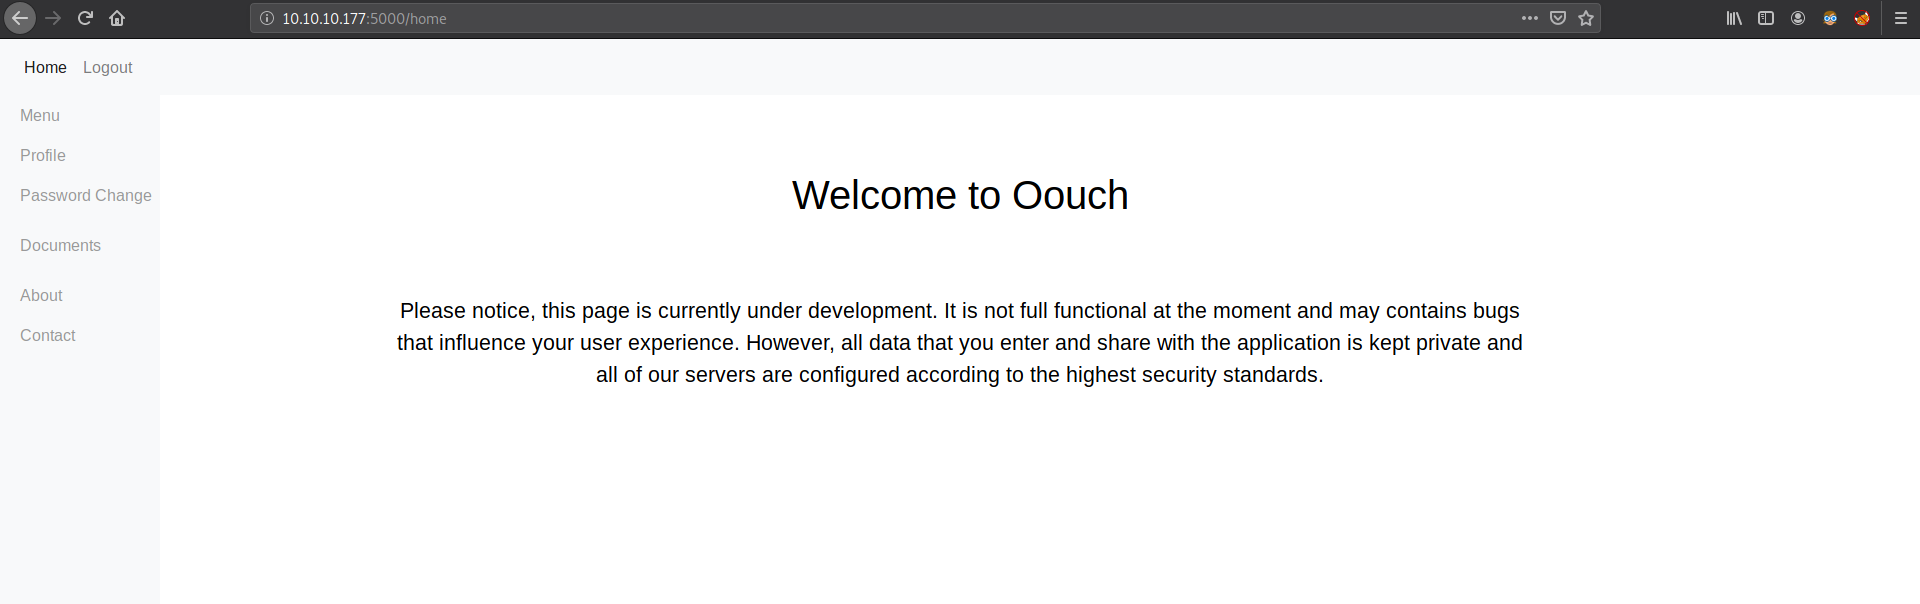 10.10.10.177:5000/home
Home Logout
Menu
Profile
Password Change
Documents
About
Contact
Welcome to Oouch
Please notice, this page is currently under development. It is not full functional at the moment and may contains bugs
that influence your user experience. However, all data that you enter and share with the application is kept private and
all of our servers are configured according to the highest security standards.